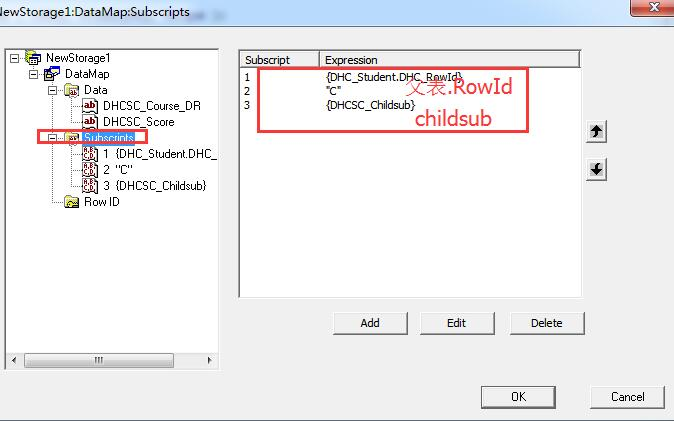 NewStorage1:DataMap:Subscripts
NewStorage1
DataMap
Data
DHCSC_Course_DR
DHCSC_Score
Subscripts
1 {DHC_Student.DHC_
2 "C"
3 {DHCSC_Childsub}
Row ID
Subscript Expression
1 {DHC_Student.DHC_RowId}
2 "C"
3 {DHCSC_Childsub}
父表.RowId
childsub
Add Edit Delete
OK Cancel